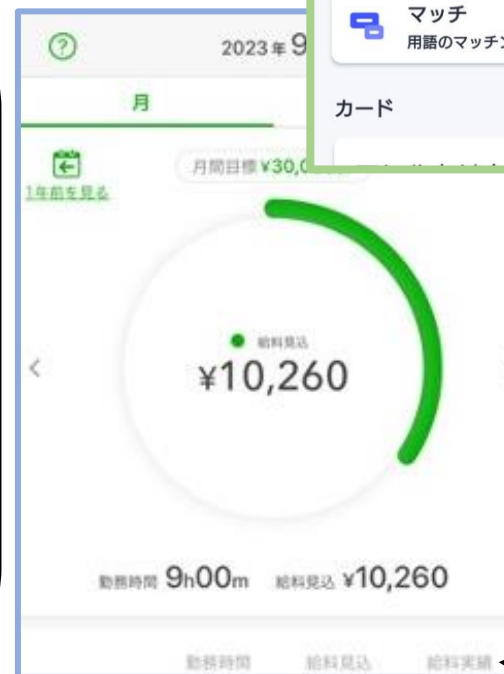 マッチ
用語のマッチ
カード
?
2023年 9
月
月間目標 ¥30,0
1年前を見る
給料見込
¥10,260
勤務時間 9h00m 給料見込 ¥10,260
勤務時間 給料見込 給料実績